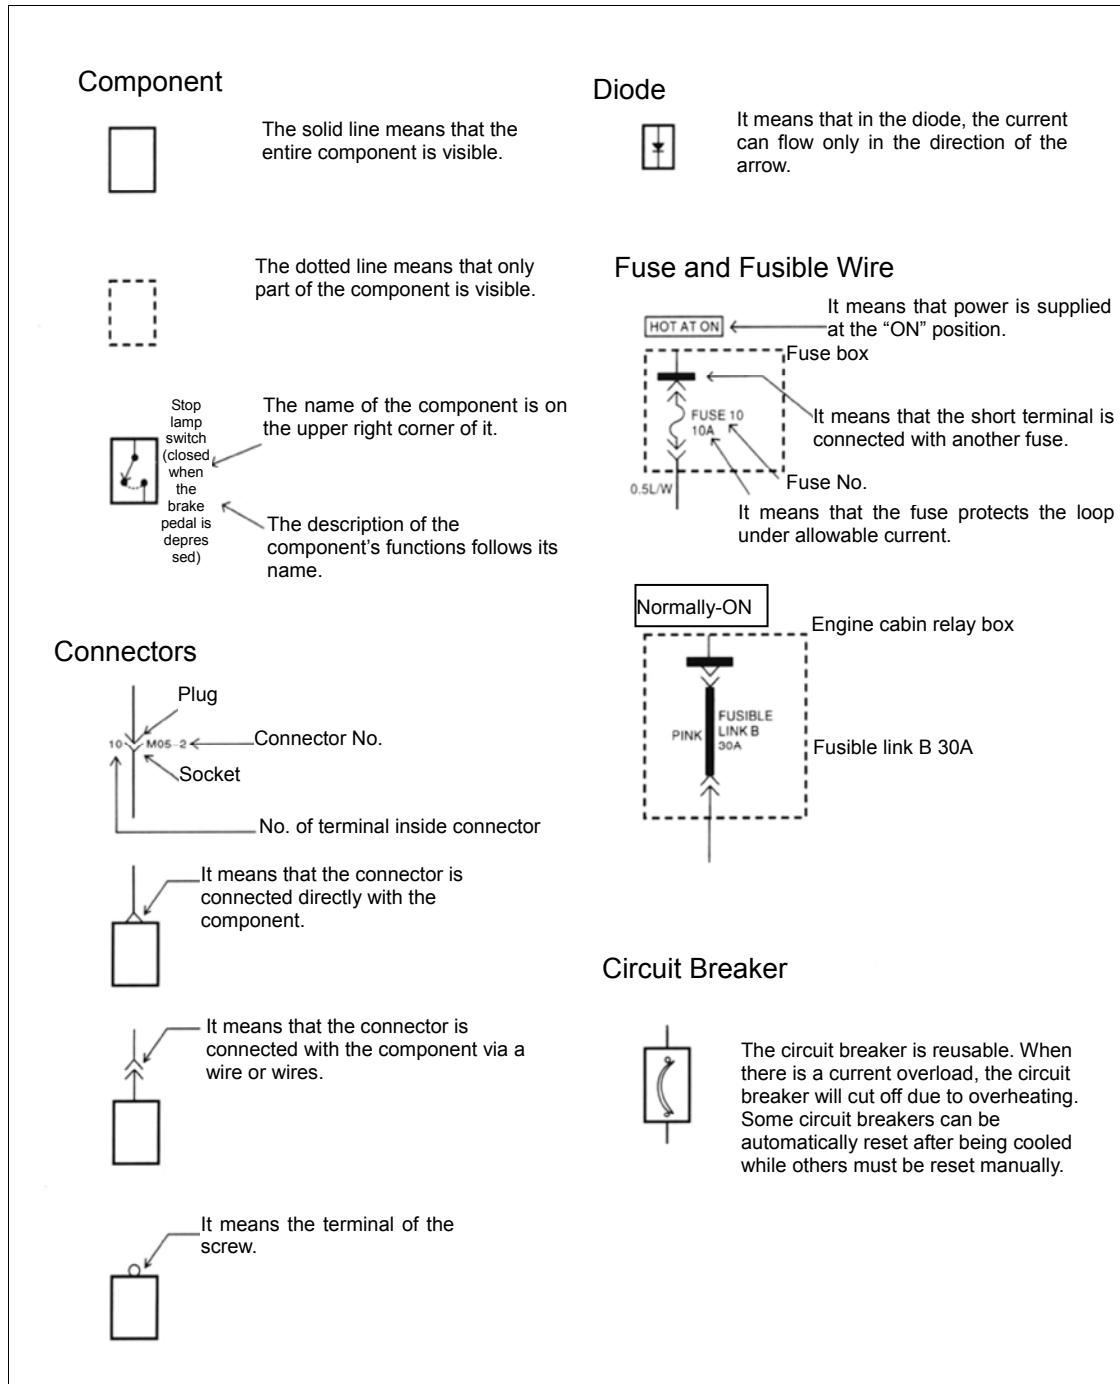 Component
The solid line means that the
entire component is visible.
The dotted line means that only
part of the component is visible.
Stop
lamp
switch
(closed
when
the
brake
pedal is
depres
sed)
The name of the component is on
the upper right corner of it.
The description of the
component’s functions follows its
name.
Connectors
Plug
10
M05-2
Connector No.
Socket
No. of terminal inside connector
It means that the connector is
connected directly with the
component.
It means that the connector is
connected with the component via a
wire or wires.
It means the terminal of the
screw.
Diode
It means that in the diode, the current
can flow only in the direction of the
arrow.
Fuse and Fusible Wire
HOT AT ON
It means that power is supplied
at the “ON” position.
Fuse box
FUSE 10
10A
It means that the short terminal is
connected with another fuse.
0.5L/W
Fuse No.
It means that the fuse protects the loop
under allowable current.
Normally-ON
Engine cabin relay box
PINK
FUSIBLE
LINK B
30A
Fusible link B 30A
Circuit Breaker
The circuit breaker is reusable. When
there is a current overload, the circuit
breaker will cut off due to overheating.
Some circuit breakers can be
automatically reset after being cooled
while others must be reset manually.